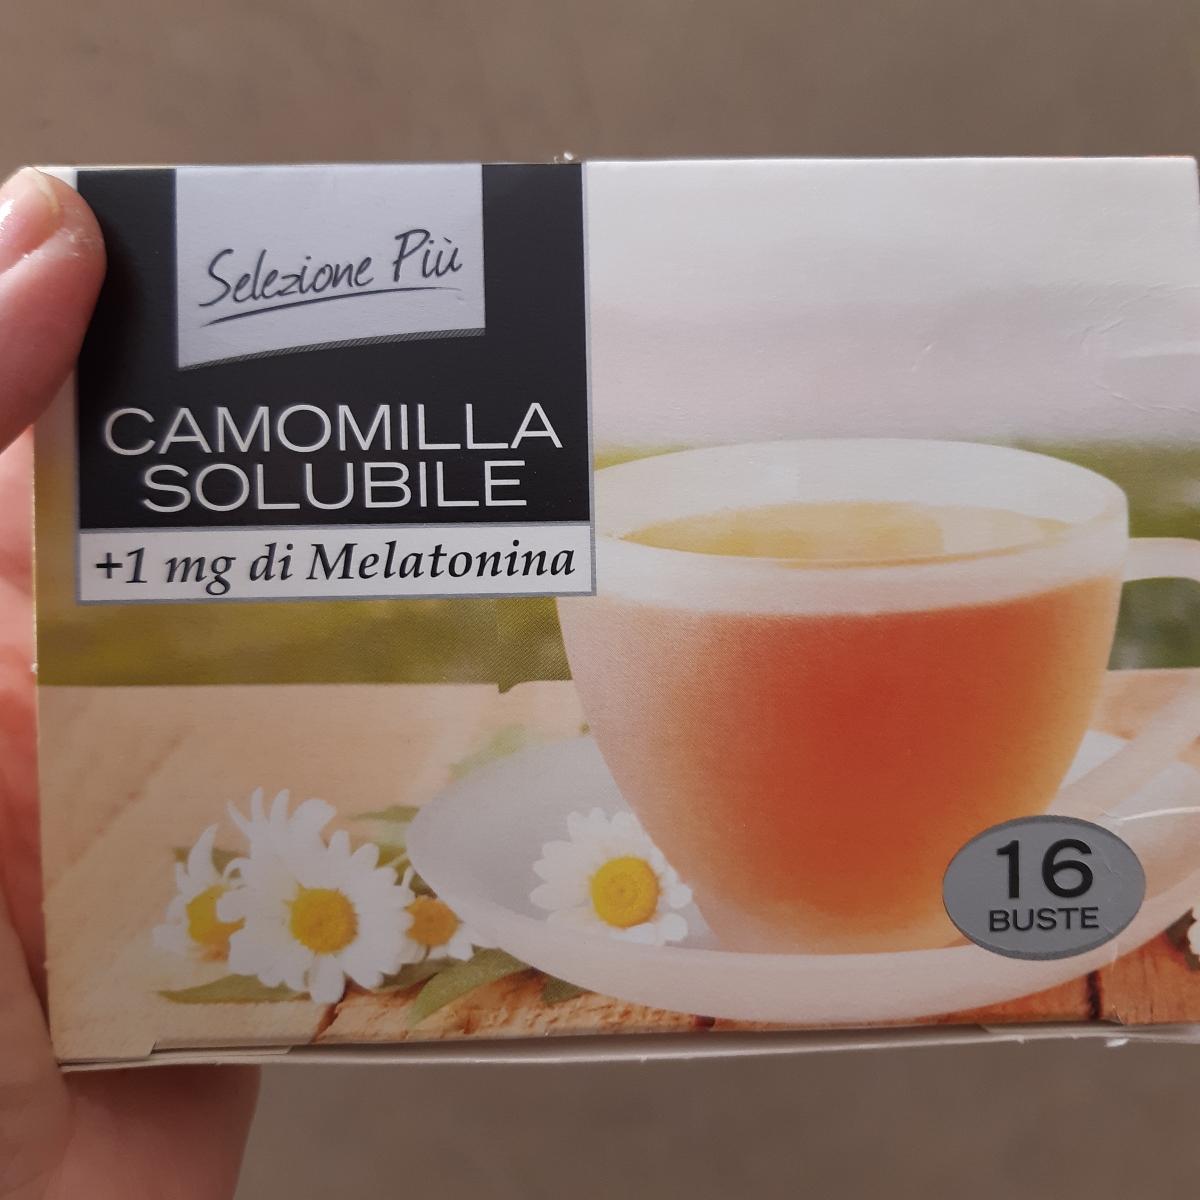 Selezione Più
CAMOMILLA
SOLUBILE
+1 mg di Melatonina
16
BUSTE